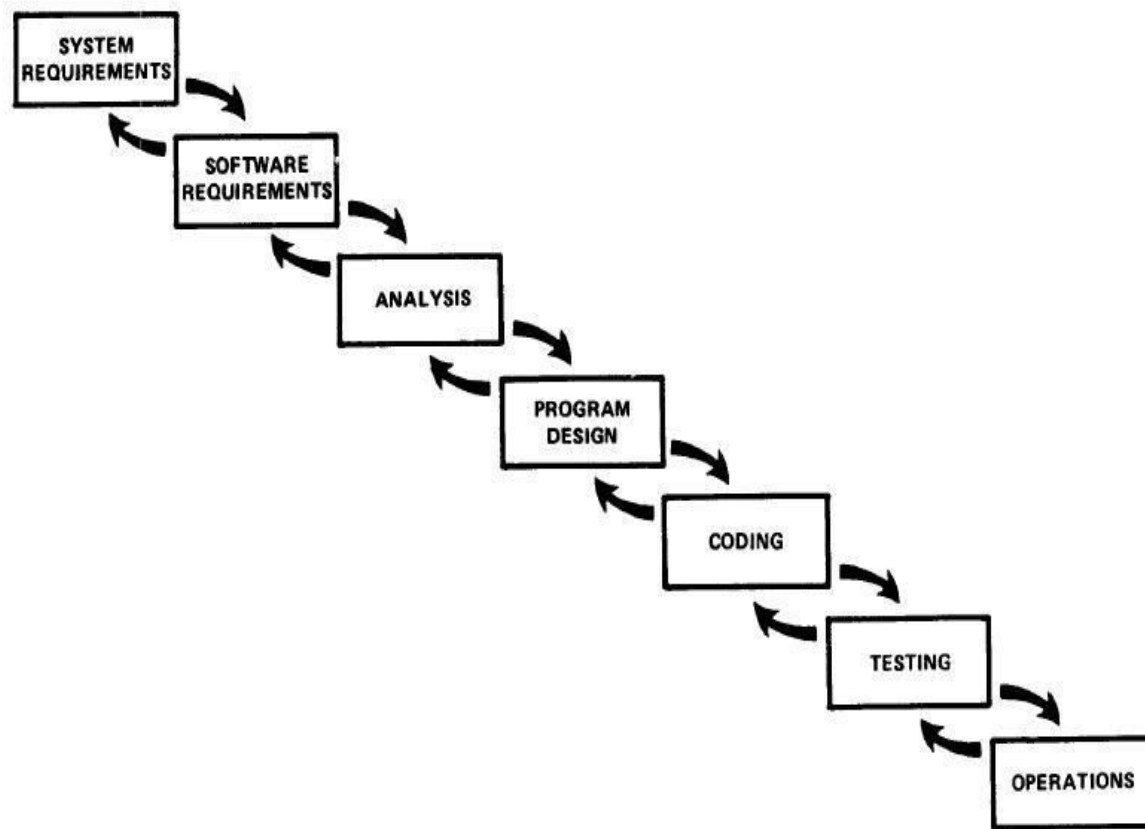 SYSTEM
REQUIREMENTS
SOFTWARE
REQUIREMENTS
ANALYSIS
PROGRAM
DESIGN
CODING
TESTING
OPERATIONS